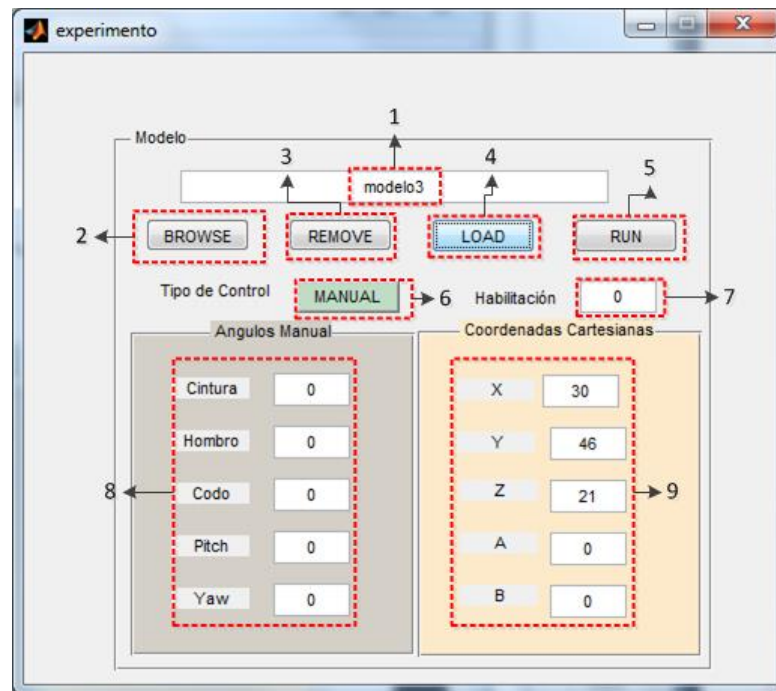 experimento
1
Modelo
3
4
5
modelo3
2
BROWSE
REMOVE
LOAD
RUN
Tipo de Control
MANUAL
6
Habilitación
0
7
Angulos Manual
Coordenadas Cartesianas
Cintura
0
X
30
Hombro
0
Y
46
8
Codo
0
Z
21
9
Pitch
0
A
0
Yaw
0
B
0